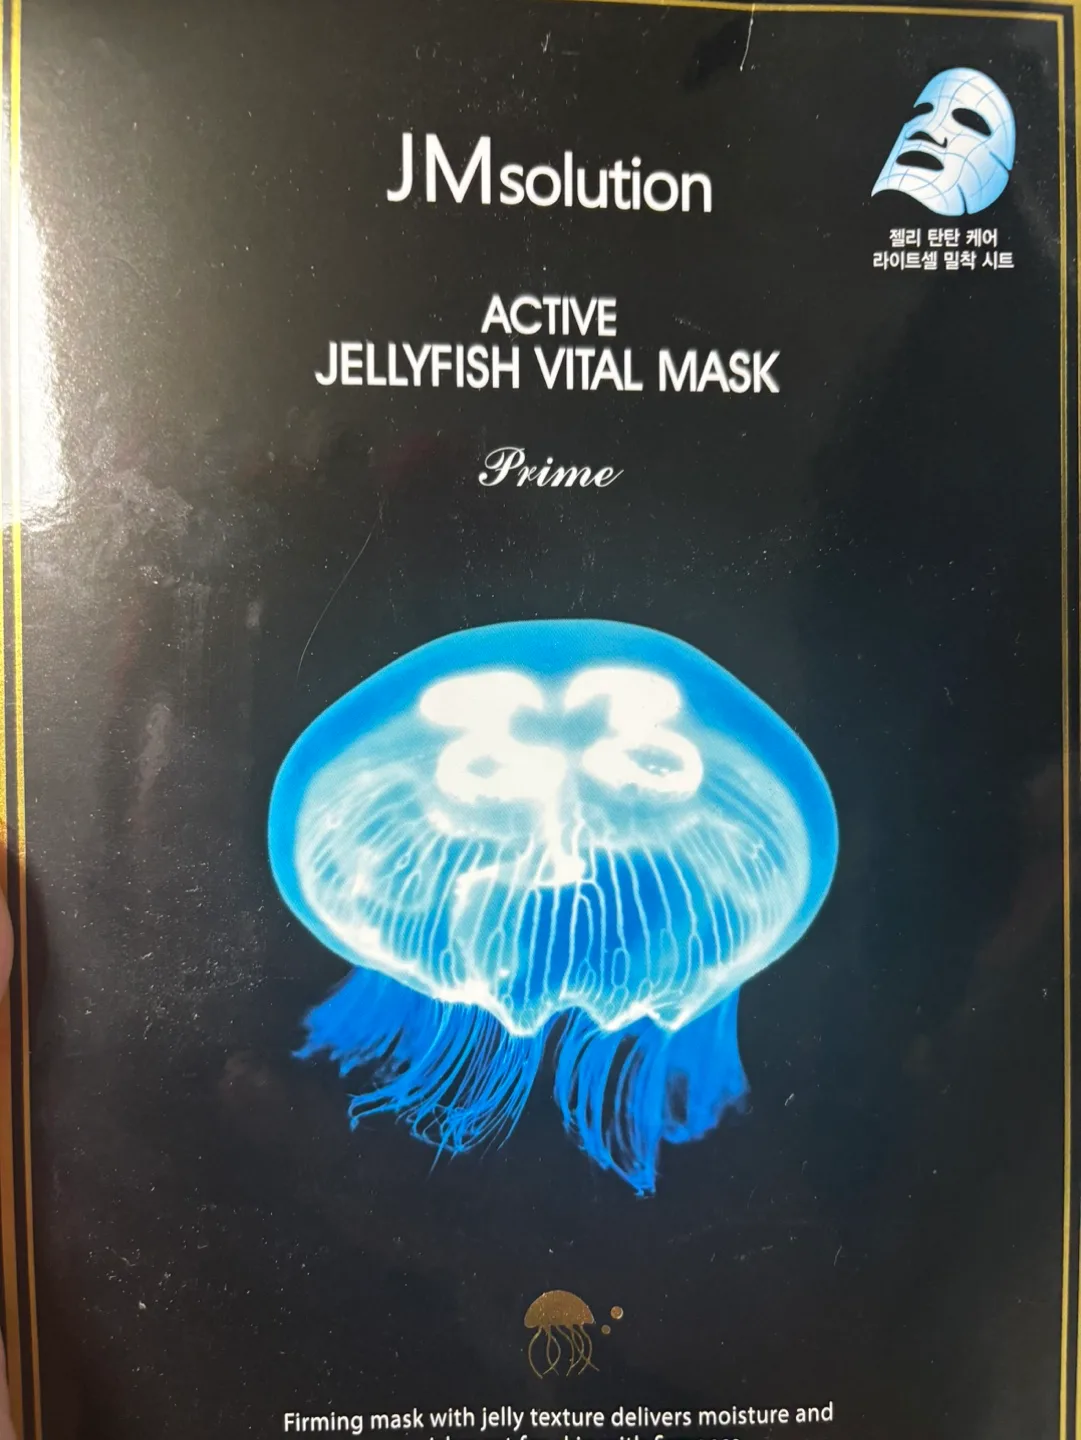 JMsolution
젤리 탄탄 케어
라이트셀 밀착 시트
ACTIVE
JELLYFISH VITAL MASK
Prime
Firming mask with jelly texture delivers moisture and